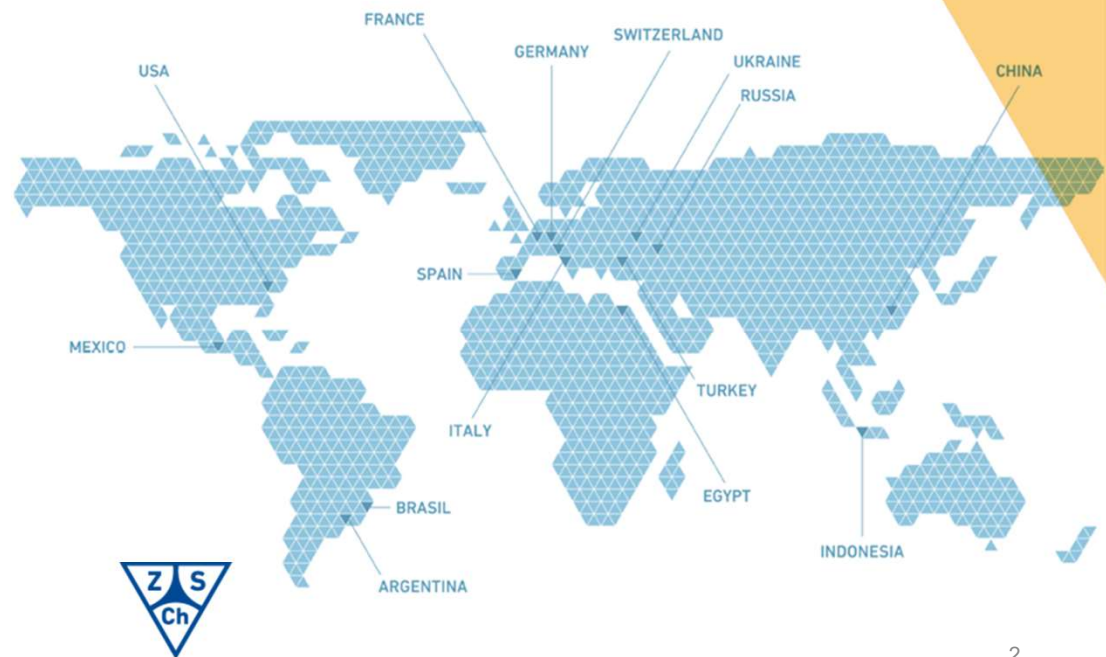 FRANCE
SWITZERLAND
GERMANY
UKRAINE
USA
CHINA
RUSSIA
SPAIN
MEXICO
TURKEY
ITALY
EGYPT
BRASIL
INDONESIA
ARGENTINA
Z S
Ch
2